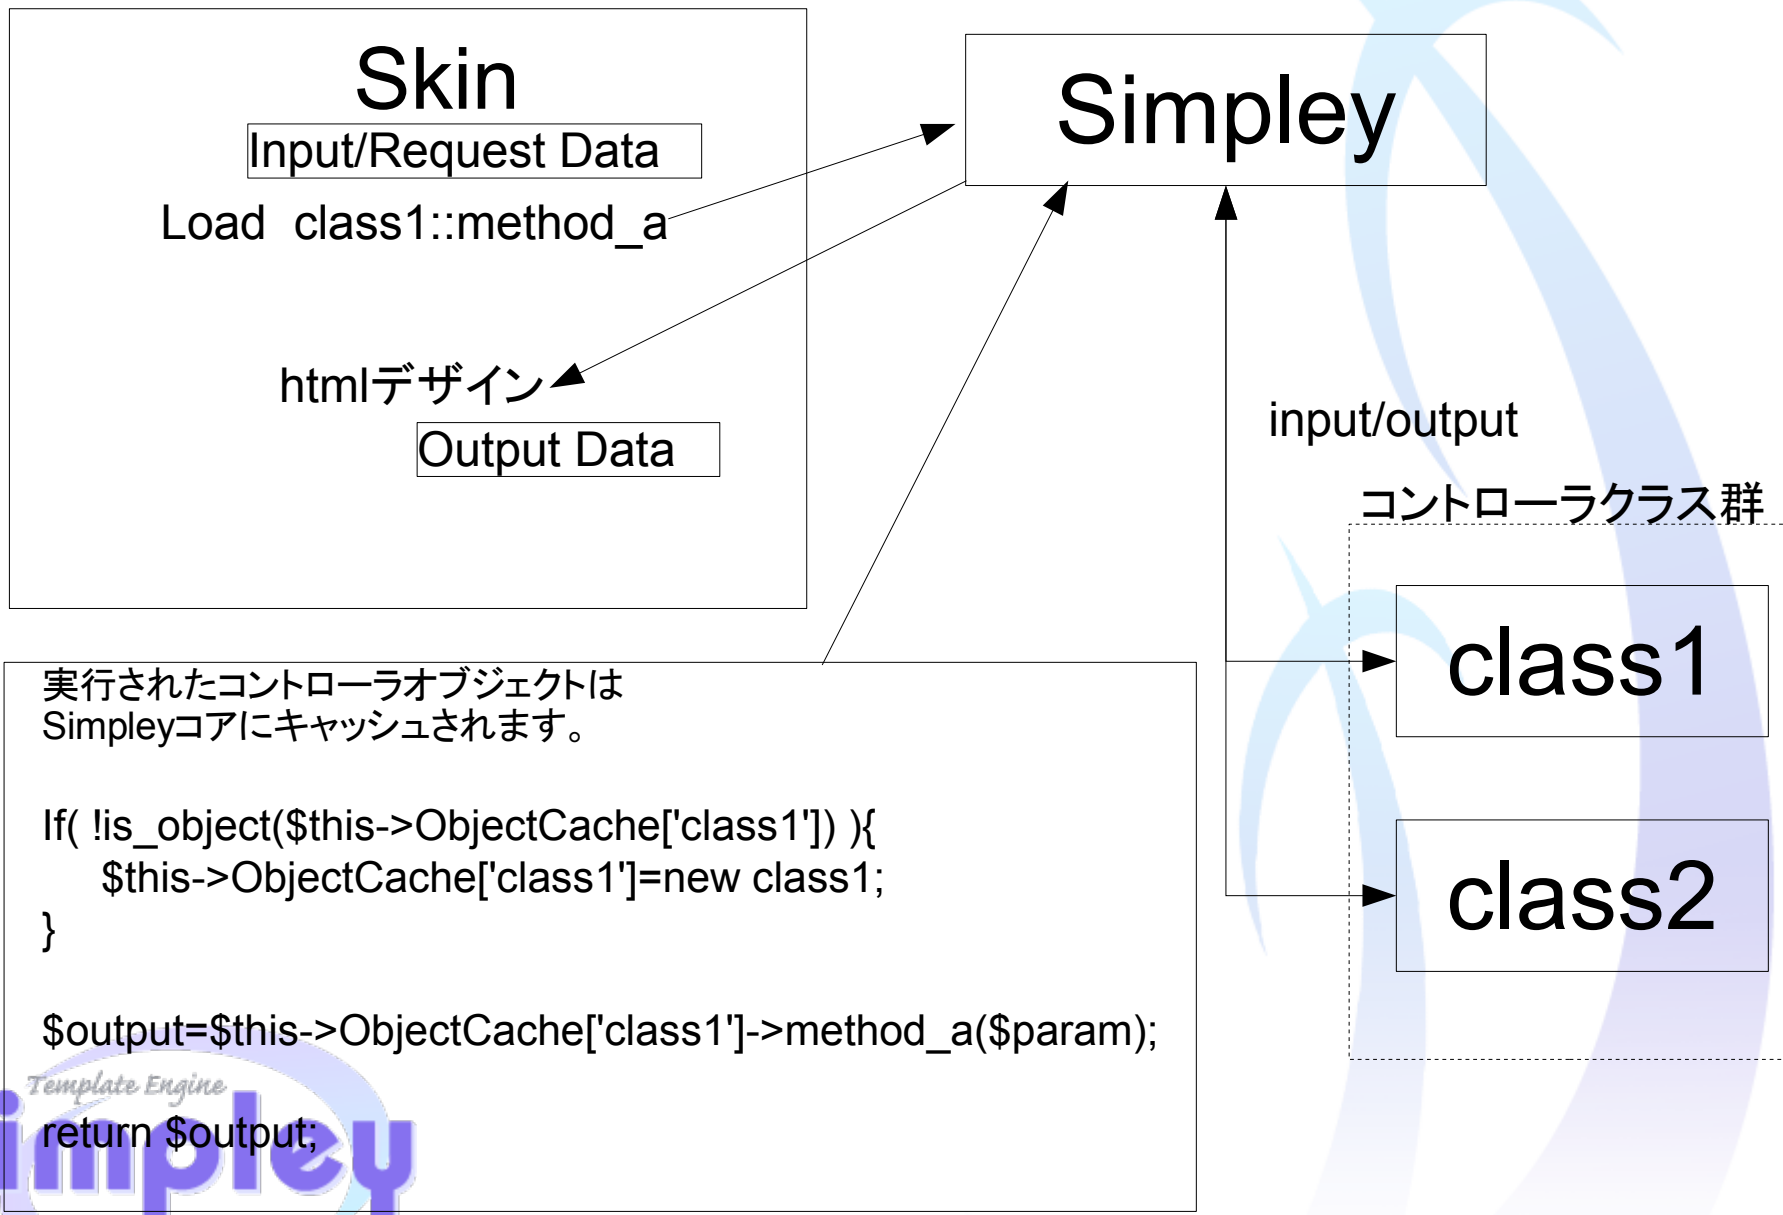 Skin
Input/Request Data
Load class1::method_a
htmlデザイン
Output Data
Simpley
input/output
コントローラクラス群
class1
class2
実行されたコントローラオブジェクトは
Simpleyコアにキャッシュされます。
If( !is_object($this->ObjectCache['class1']) ){
$this->ObjectCache['class1']=new class1;
}
$output=$this->ObjectCache['class1']->method_a($param);
return $output;
Template Engine
impley